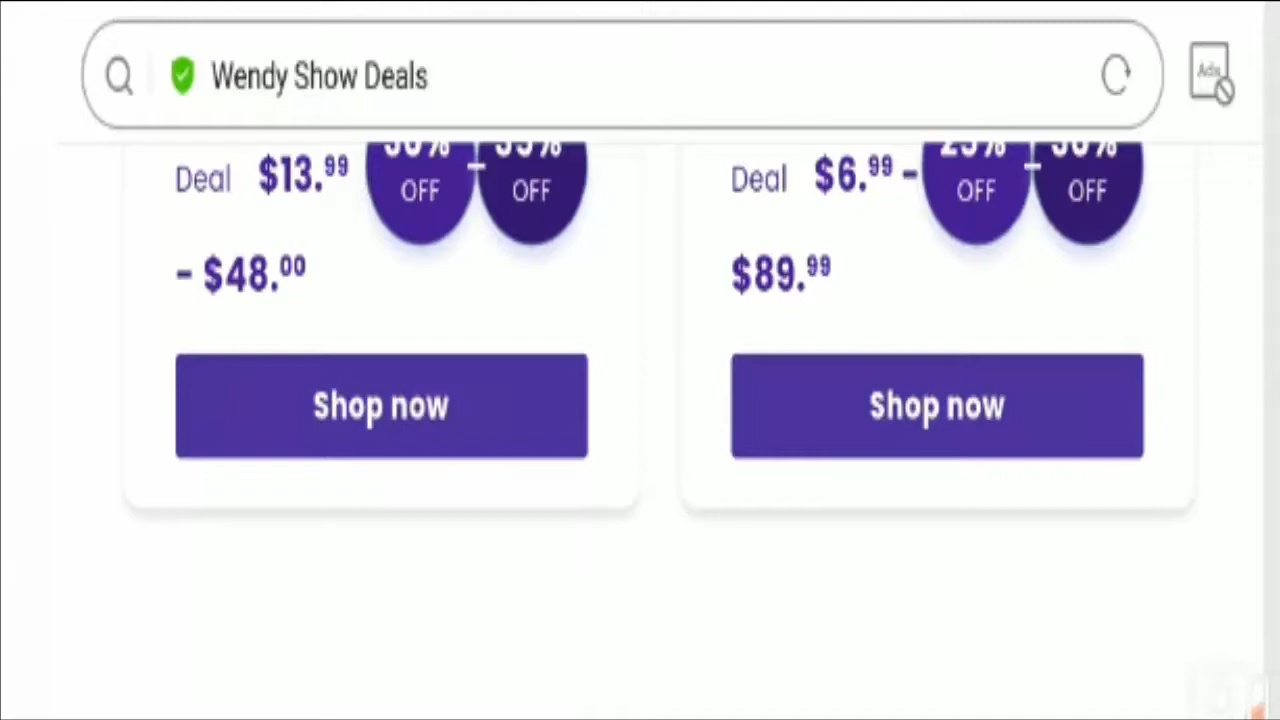 Wendy Show Deals
Ads
Deal $13.99
OFF
OFF
– $48.00
Shop now
Deal $6.99 –
OFF
OFF
$89.99
Shop now